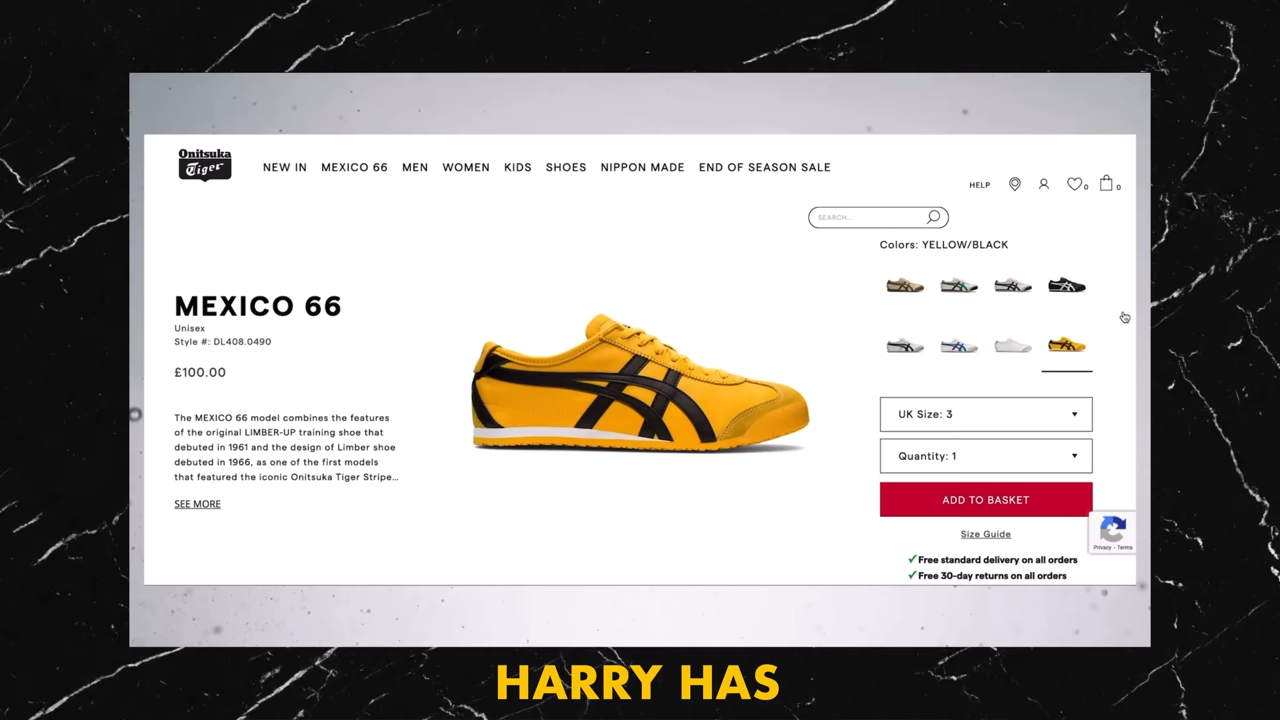 Onitsuka
Tiger
NEW IN MEXICO 66 MEN WOMEN KIDS SHOES NIPPON MADE END OF SEASON SALE
HELP
0
0
SEARCH...
Colors: YELLOW/BLACK
MEXICO 66
Unisex
Style #: DL408.0490
£100.00
The MEXICO 66 model combines the features
of the original LIMBER-UP training shoe that
debuted in 1961 and the design of Limber shoe
debuted in 1966, as one of the first models
that featured the iconic Onitsuka Tiger Stripe...
SEE MORE
UK Size: 3
Quantity: 1
ADD TO BASKET
Size Guide
✓Free standard delivery on all orders
✓Free 30-day returns on all orders
Privacy - Terms
HARRY HAS